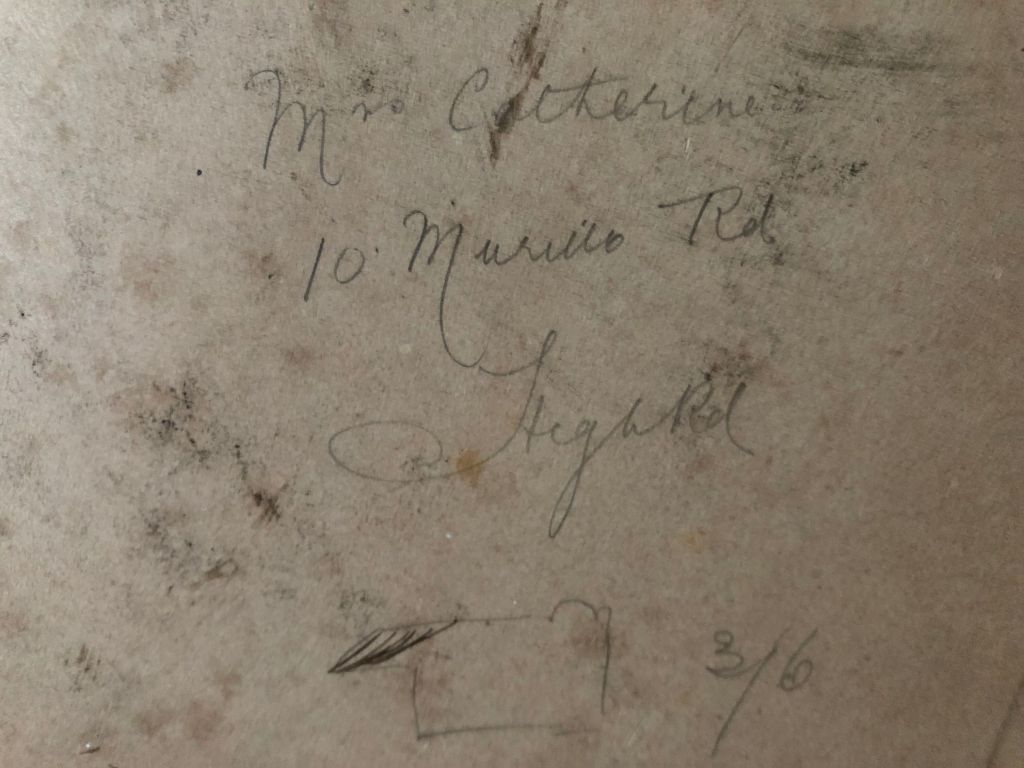 Mrs Catherine
10 Murillo Rd
High Rd
3/6